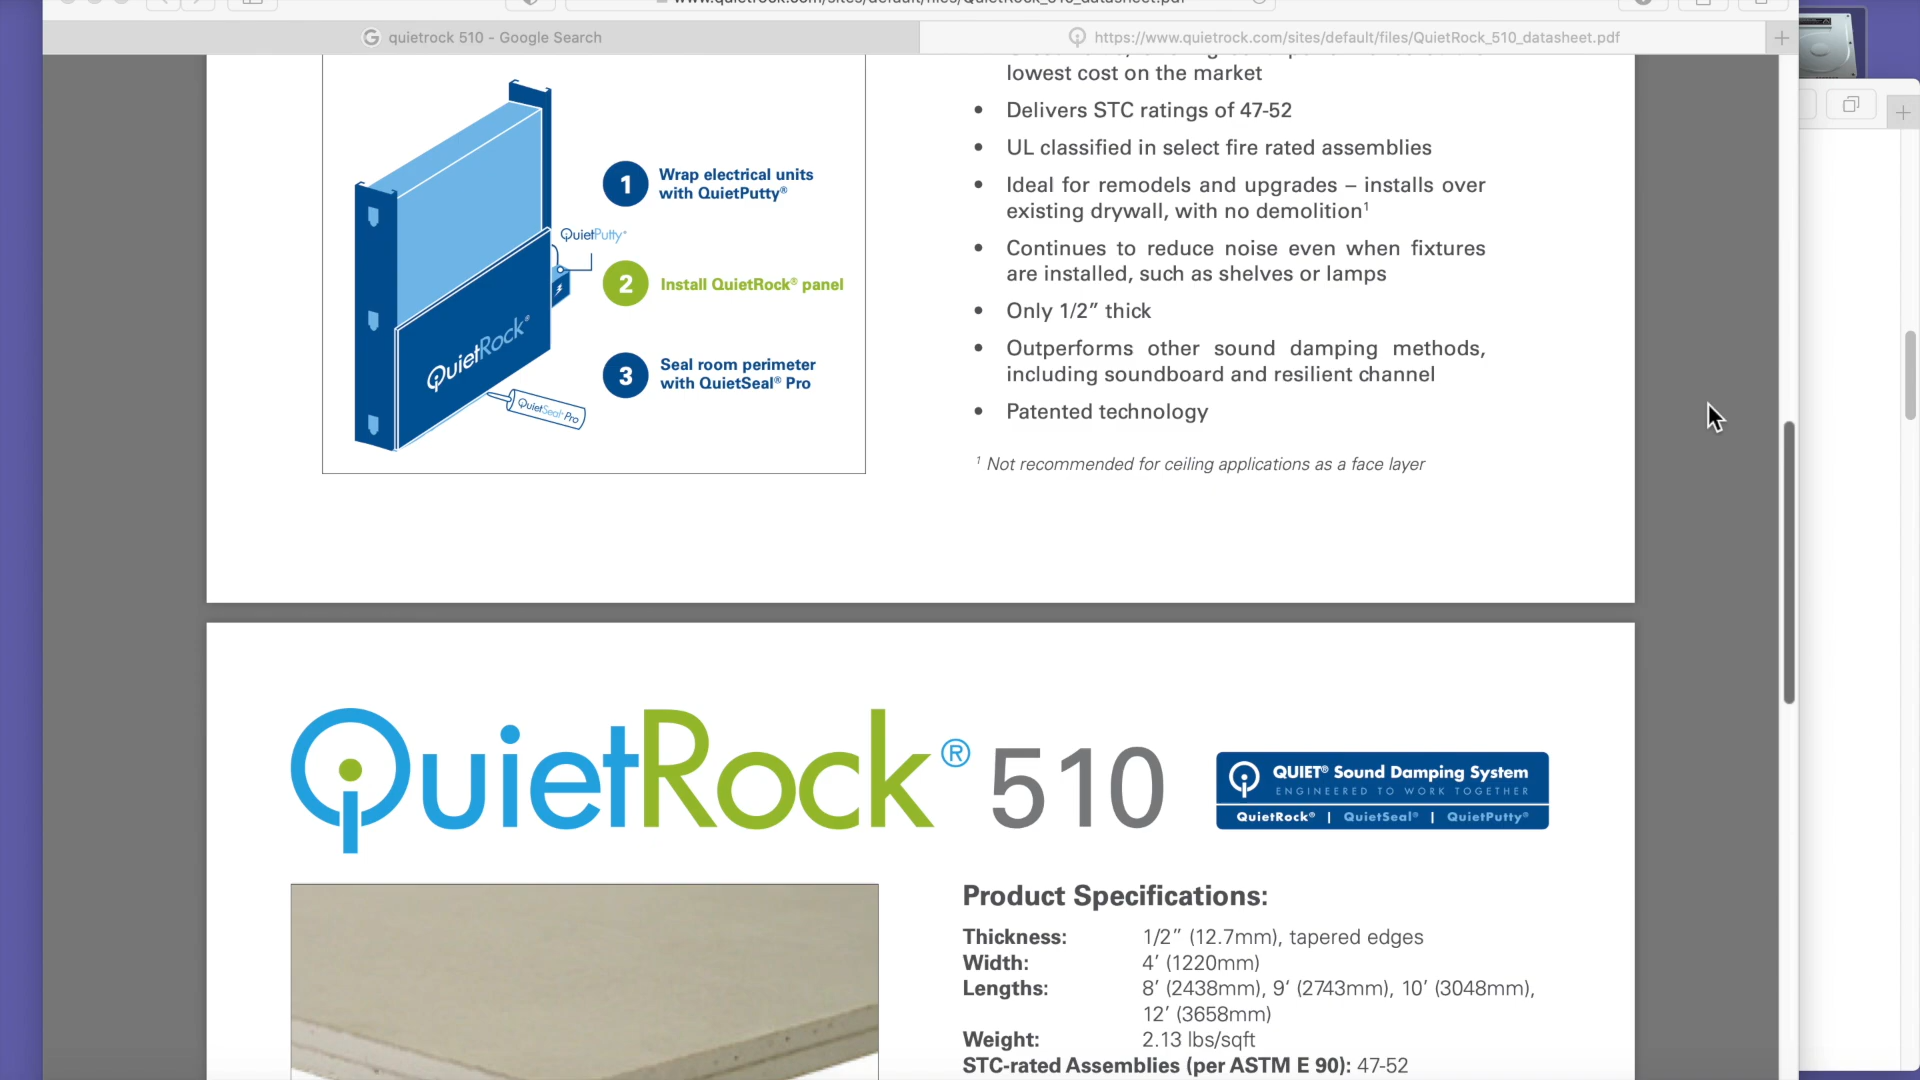 quietrock 510 - Google Search
https://www.quietrock.com/sites/default/files/QuietRock_510_datasheet.pdf
lowest cost on the market
• Delivers STC ratings of 47-52
• UL classified in select fire rated assemblies
• Ideal for remodels and upgrades – installs over
existing drywall, with no demolition¹
• Continues to reduce noise even when fixtures
are installed, such as shelves or lamps
• Only 1/2” thick
• Outperforms other sound damping methods,
including soundboard and resilient channel
• Patented technology
¹ Not recommended for ceiling applications as a face layer
1 Wrap electrical units
with QuietPutty®
QuietPutty®
2 Install QuietRock® panel
QuietRock®
3 Seal room perimeter
with QuietSeal® Pro
QuietSeal® Pro
QuietRock® 510
QUIET® Sound Damping System
ENGINEERED TO WORK TOGETHER
QuietRock® | QuietSeal® | QuietPutty®
Product Specifications:
Thickness: 1/2” (12.7mm), tapered edges
Width: 4’ (1220mm)
Lengths: 8’ (2438mm), 9’ (2743mm), 10’ (3048mm),
12’ (3658mm)
Weight: 2.13 lbs/sqft
STC-rated Assemblies (per ASTM E 90): 47-52